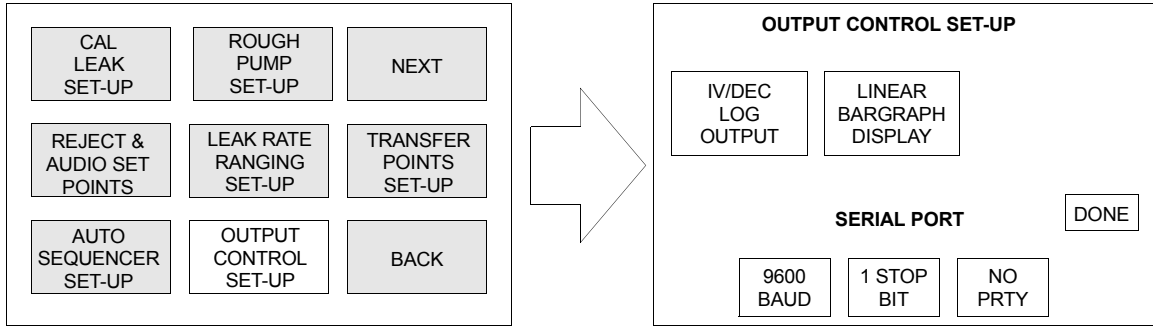 CAL
LEAK
SET-UP
ROUGH
PUMP
SET-UP
NEXT
REJECT &
AUDIO SET
POINTS
LEAK RATE
RANGING
SET-UP
TRANSFER
POINTS
SET-UP
AUTO
SEQUENCER
SET-UP
OUTPUT
CONTROL
SET-UP
BACK
OUTPUT CONTROL SET-UP
IV/DEC
LOG
OUTPUT
LINEAR
BARGRAPH
DISPLAY
SERIAL PORT
DONE
9600
BAUD
1 STOP
BIT
NO
PRTY